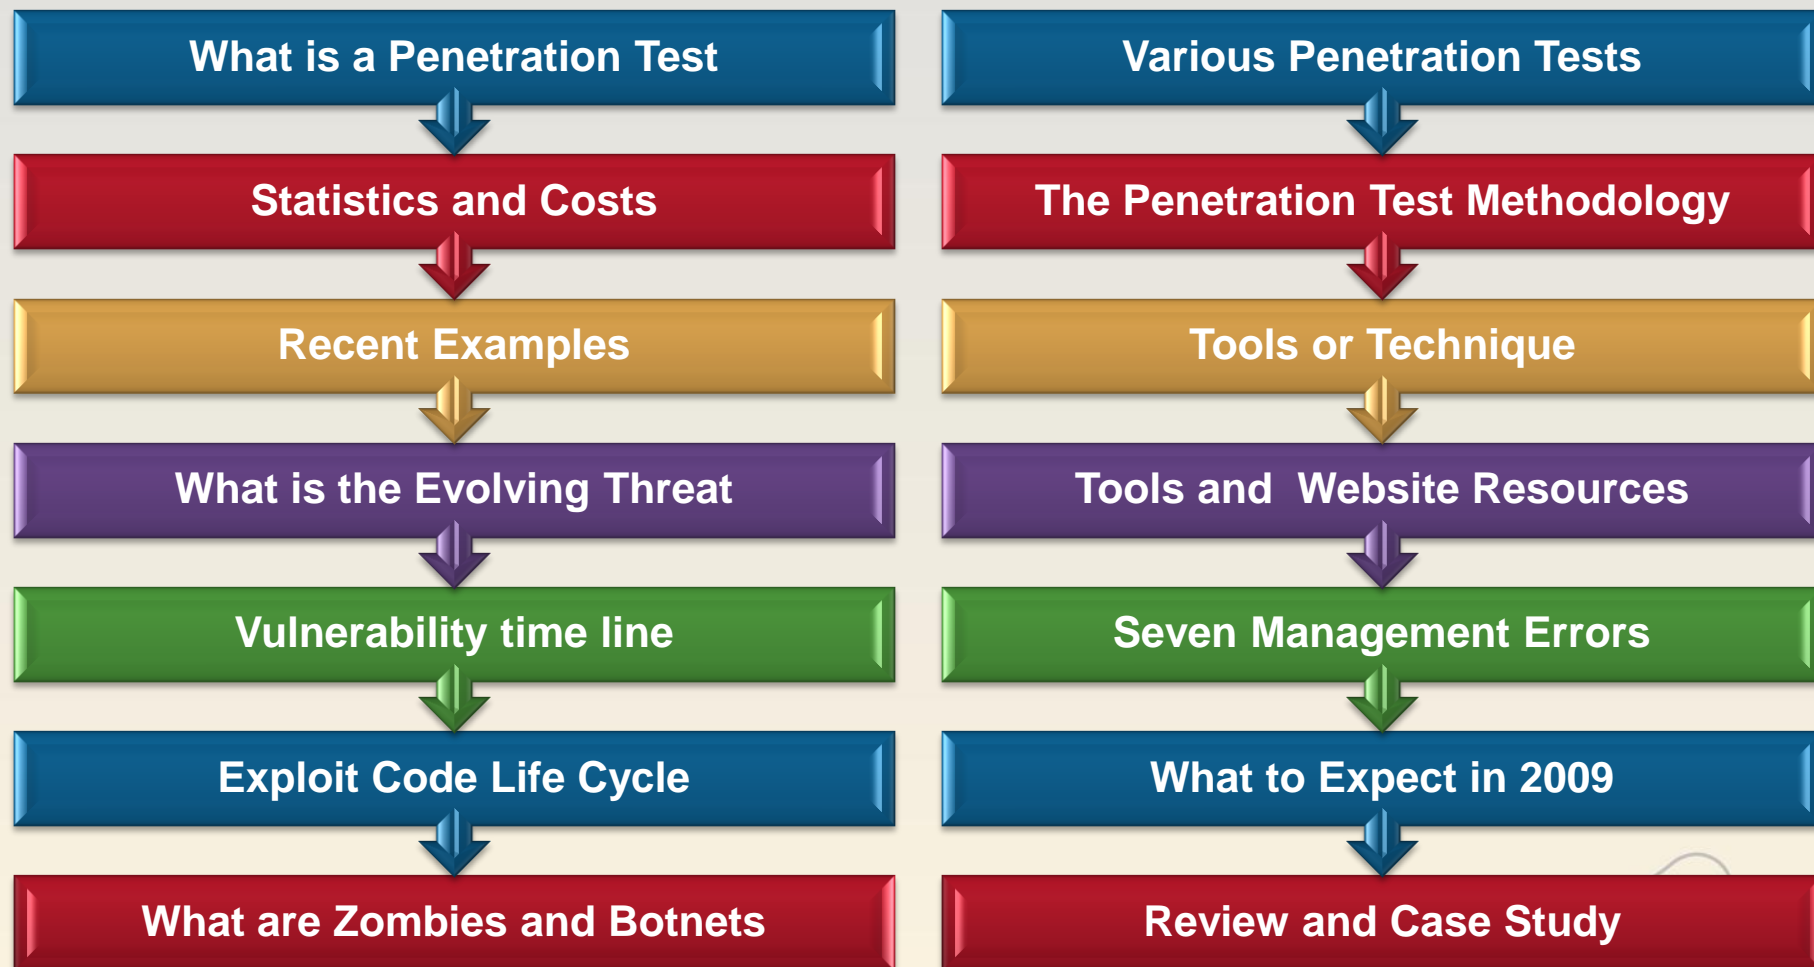 What is a Penetration Test
Statistics and Costs
Recent Examples
What is the Evolving Threat
Vulnerability time line
Exploit Code Life Cycle
What are Zombies and Botnets
Various Penetration Tests
The Penetration Test Methodology
Tools or Technique
Tools and  Website Resources
Seven Management Errors
What to Expect in 2009
Review and Case Study